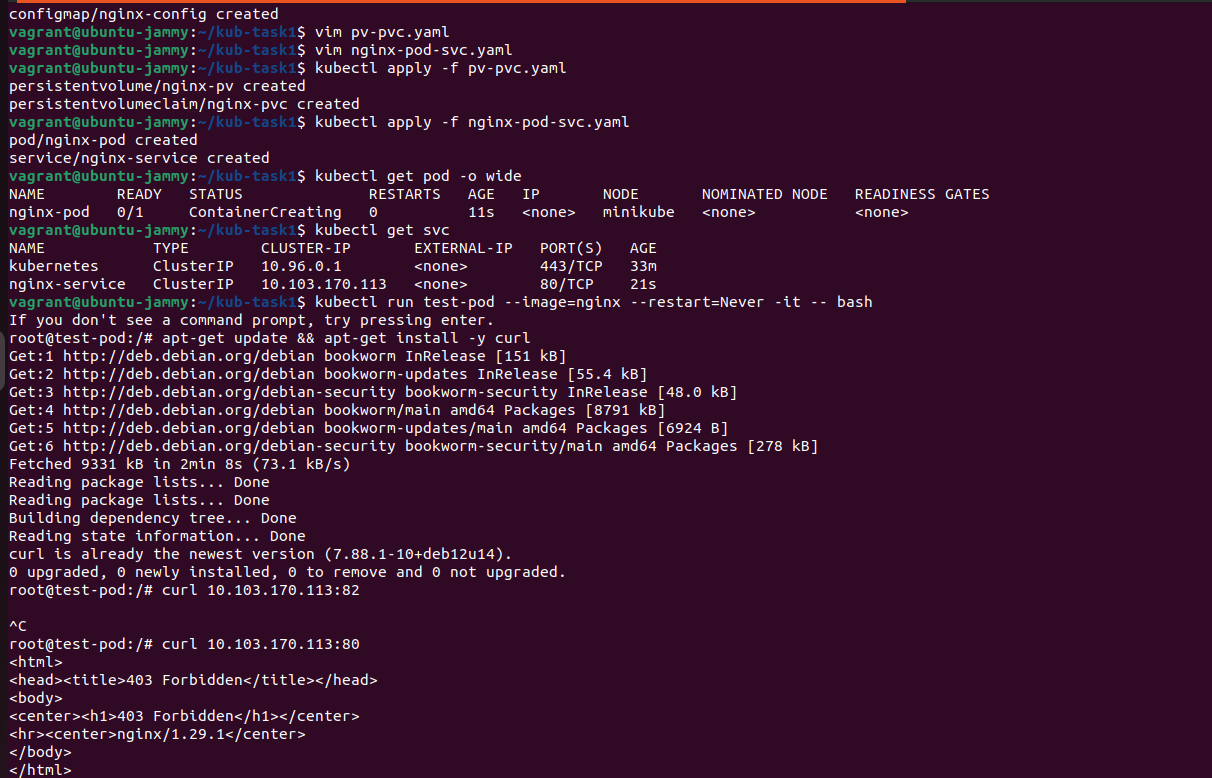 configmap/nginx-config created
vagrant@ubuntu-jammy:~/kub-task1$ vim pv-pvc.yaml
vagrant@ubuntu-jammy:~/kub-task1$ vim nginx-pod-svc.yaml
vagrant@ubuntu-jammy:~/kub-task1$ kubectl apply -f pv-pvc.yaml
persistentvolume/nginx-pv created
persistentvolumeclaim/nginx-pvc created
vagrant@ubuntu-jammy:~/kub-task1$ kubectl apply -f nginx-pod-svc.yaml
pod/nginx-pod created
service/nginx-service created
vagrant@ubuntu-jammy:~/kub-task1$ kubectl get pod -o wide
NAME        READY   STATUS              RESTARTS   AGE   IP       NODE       NOMINATED NODE   READINESS GATES
nginx-pod   0/1     ContainerCreating   0          11s   <none>   minikube   <none>           <none>
vagrant@ubuntu-jammy:~/kub-task1$ kubectl get svc
NAME            TYPE        CLUSTER-IP       EXTERNAL-IP   PORT(S)   AGE
kubernetes      ClusterIP   10.96.0.1        <none>        443/TCP   33m
nginx-service   ClusterIP   10.103.170.113   <none>        80/TCP    21s
vagrant@ubuntu-jammy:~/kub-task1$ kubectl run test-pod --image=nginx --restart=Never -it -- bash
If you don't see a command prompt, try pressing enter.
root@test-pod:/# apt-get update && apt-get install -y curl
Get:1 http://deb.debian.org/debian bookworm InRelease [151 kB]
Get:2 http://deb.debian.org/debian bookworm-updates InRelease [55.4 kB]
Get:3 http://deb.debian.org/debian-security bookworm-security InRelease [48.0 kB]
Get:4 http://deb.debian.org/debian bookworm/main amd64 Packages [8791 kB]
Get:5 http://deb.debian.org/debian bookworm-updates/main amd64 Packages [6924 B]
Get:6 http://deb.debian.org/debian-security bookworm-security/main amd64 Packages [278 kB]
Fetched 9331 kB in 2min 8s (73.1 kB/s)
Reading package lists... Done
Reading package lists... Done
Building dependency tree... Done
Reading state information... Done
curl is already the newest version (7.88.1-10+deb12u14).
0 upgraded, 0 newly installed, 0 to remove and 0 not upgraded.
root@test-pod:/# curl 10.103.170.113:82
^C
root@test-pod:/# curl 10.103.170.113:80
<html>
<head><title>403 Forbidden</title></head>
<body>
<center><h1>403 Forbidden</h1></center>
<hr><center>nginx/1.29.1</center>
</body>
</html>